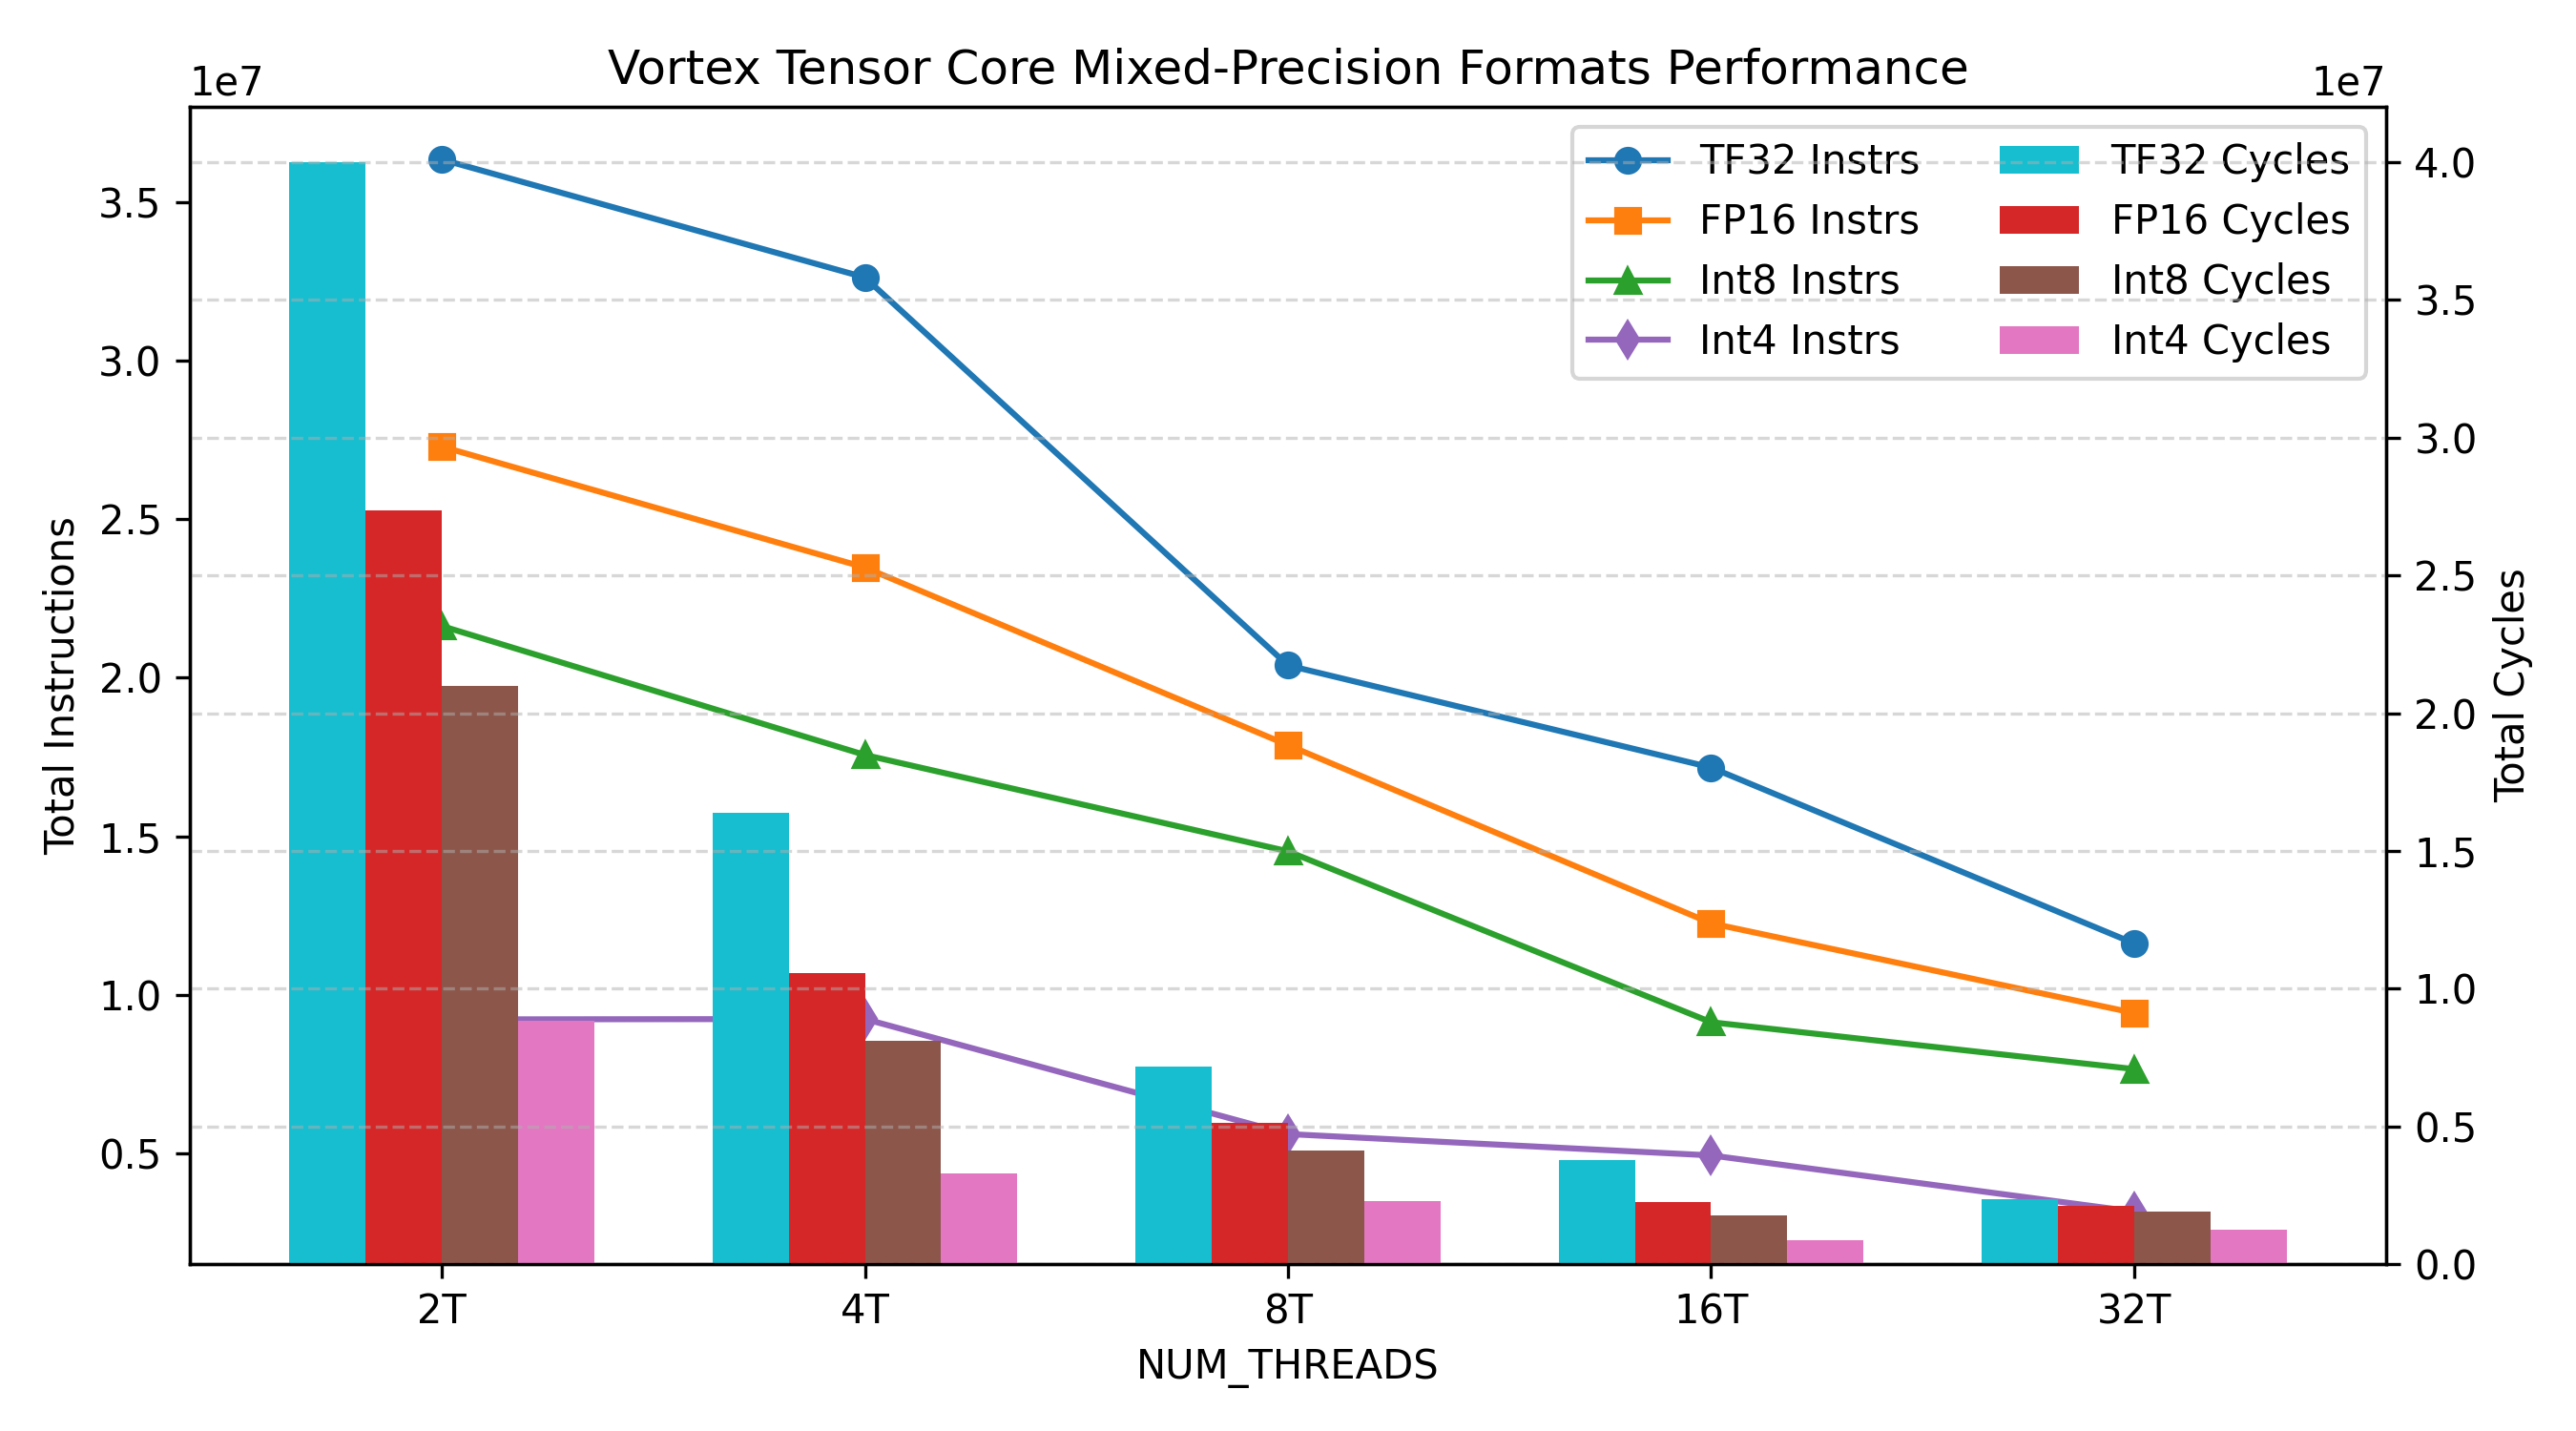 Vortex Tensor Core Mixed-Precision Formats Performance
1e7
1e7
TF32 Instrs
FP16 Instrs
Int8 Instrs
Int4 Instrs
TF32 Cycles
FP16 Cycles
Int8 Cycles
Int4 Cycles
Total Instructions
3.5
3.0
2.5
2.0
1.5
1.0
0.5
4.0
3.5
3.0
2.5
2.0
1.5
1.0
0.5
0.0
Total Cycles
2T
4T
8T
16T
32T
NUM_THREADS